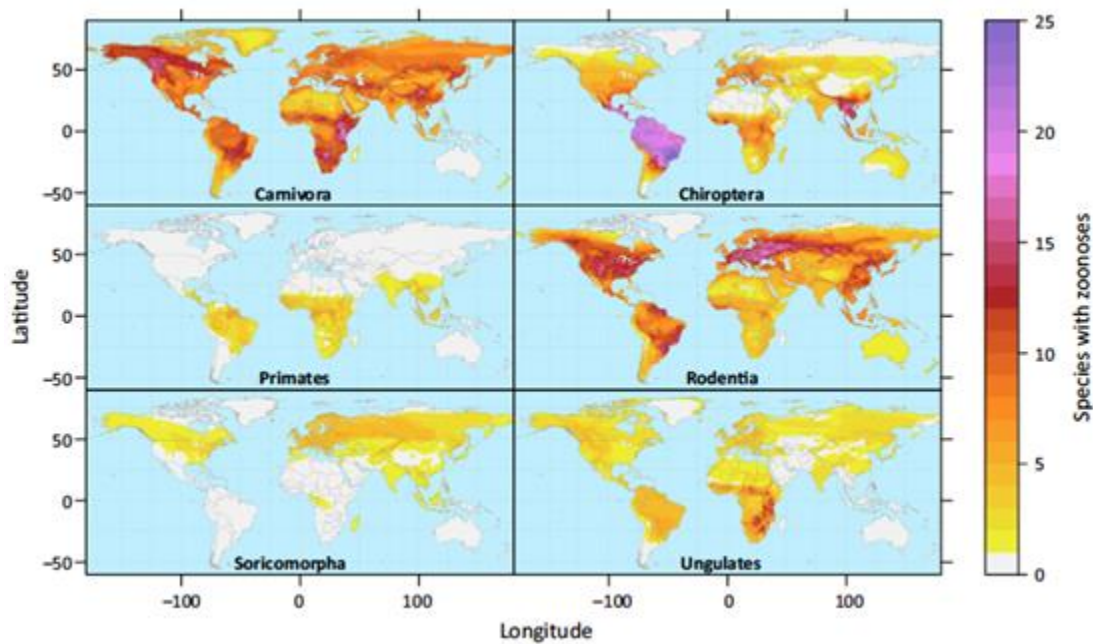 25
20
15
10
5
0
Species with zoonoses
50
0
−50
Carnivora
Chiroptera
50
0
−50
Primates
Rodentia
50
0
−50
Soricomorpha
Ungulates
−100
0
100
−100
0
100
Latitude
Longitude